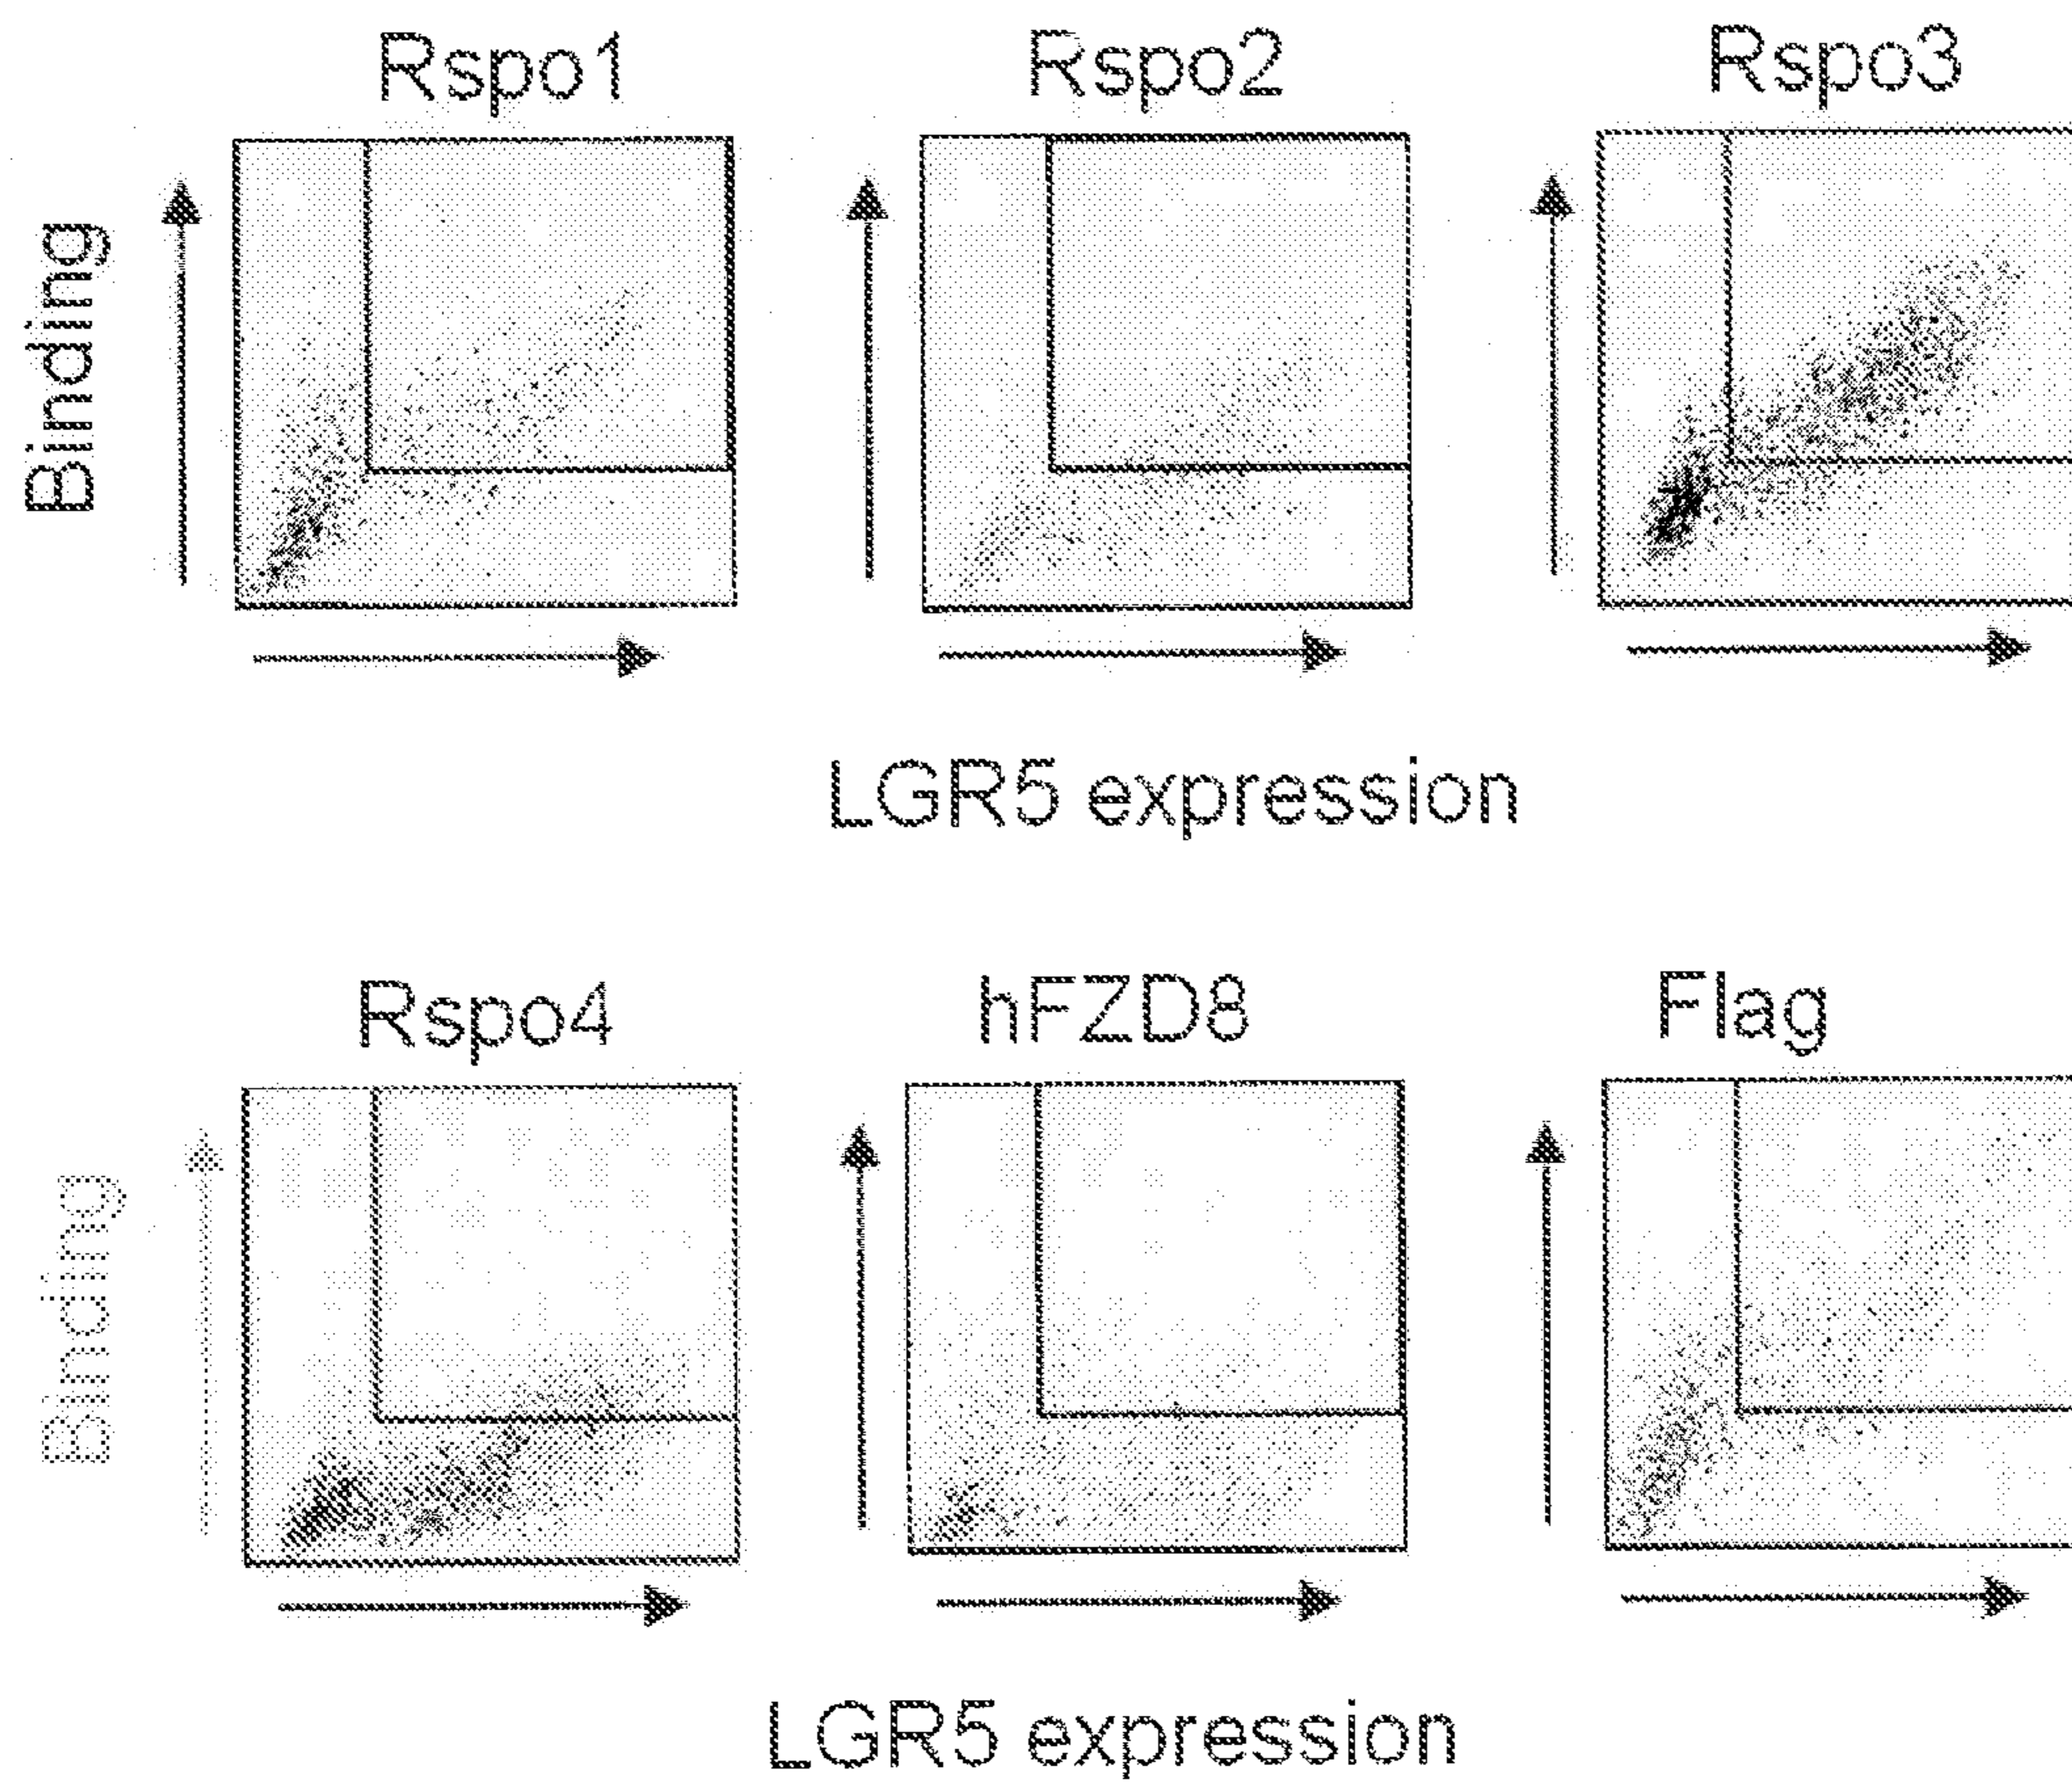 Rspo1 Rspo2 Rspo3
Binding
LGR5 expression
Rspo4 hFZD8 Flag
Binding
LGR5 expression